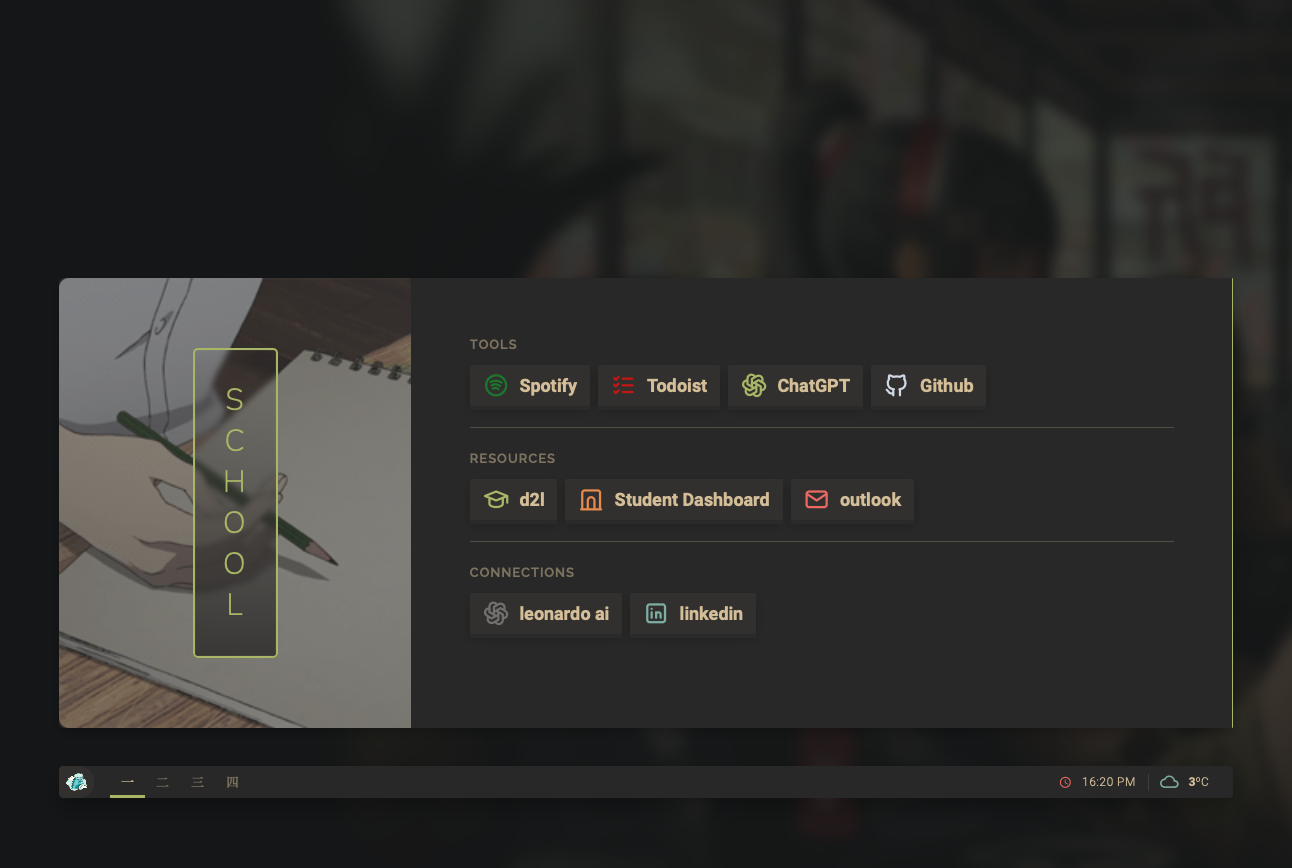 SCHOOL
TOOLS
Spotify Todoist ChatGPT Github
RESOURCES
d2l Student Dashboard outlook
CONNECTIONS
leonardo ai linkedin
一 二 三 四 16:20 PM 3°C